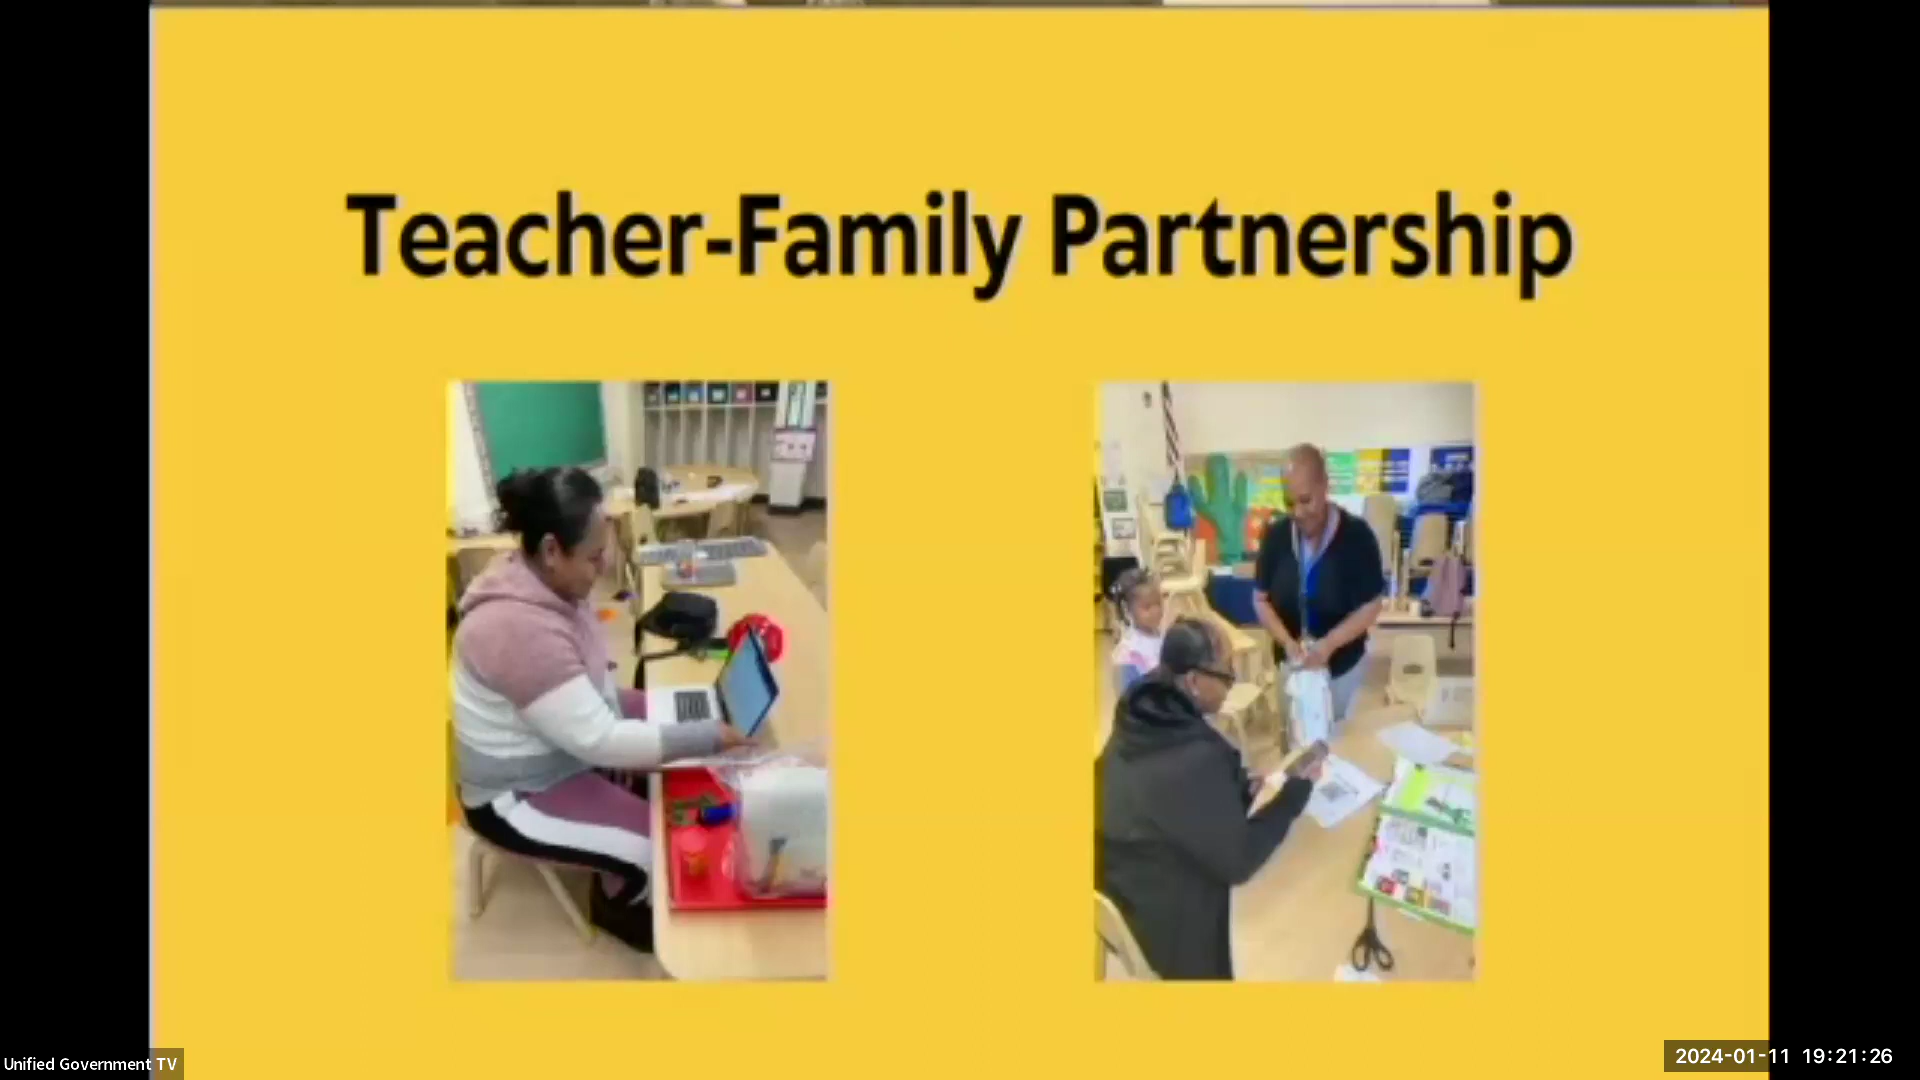 Teacher-Family Partnership
Unified Government TV
2024-01-11 19:21:26